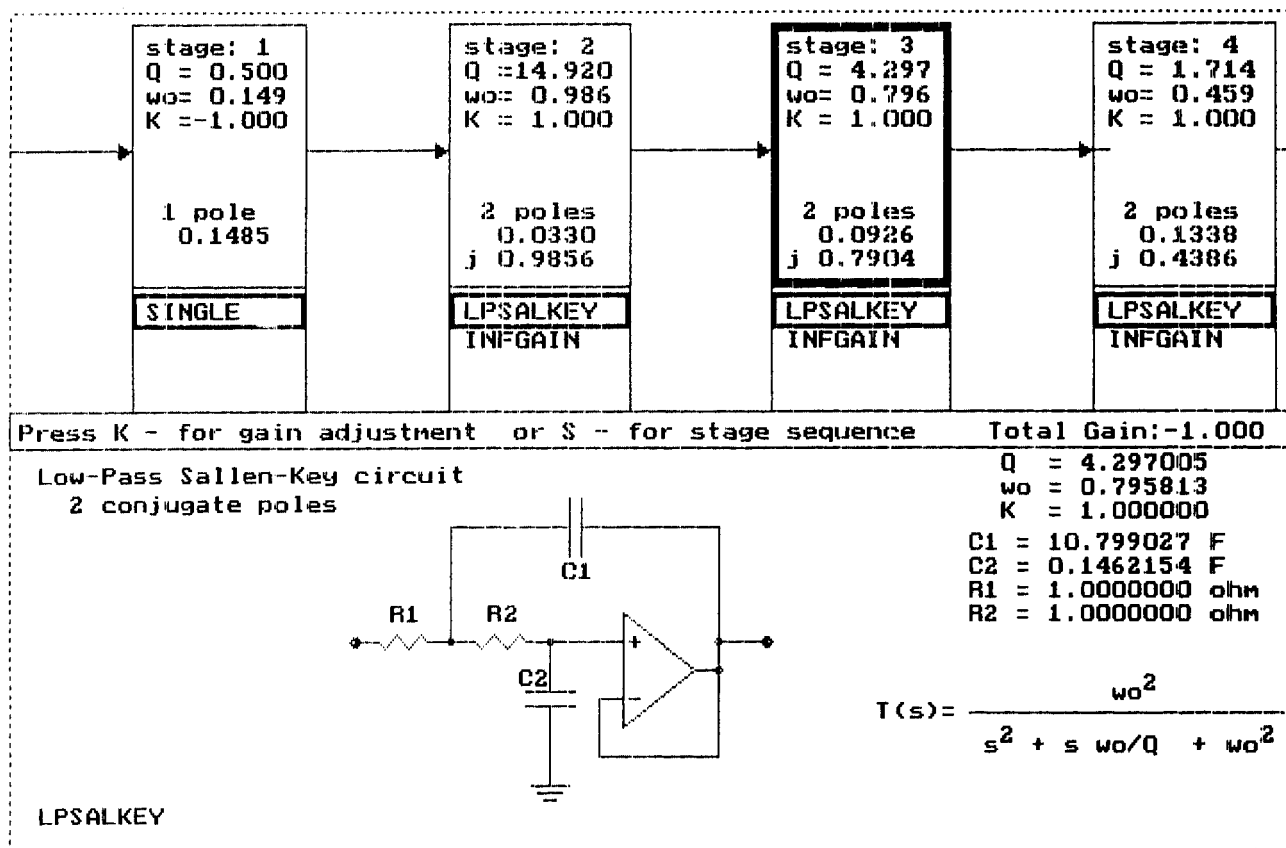 stage: 1
Q = 0.500
wo= 0.149
K =-1.000
1 pole
0.1485
SINGLE
stage: 2
Q =14.920
wo= 0.986
K = 1.000
2 poles
0.0330
j 0.9856
LPSALKEY
INFGAIN
stage: 3
Q = 4.297
wo= 0.796
K = 1.000
2 poles
0.0926
j 0.7904
LPSALKEY
INFGAIN
stage: 4
Q = 1.714
wo= 0.459
K = 1.000
2 poles
0.1338
j 0.4386
LPSALKEY
INFGAIN
Press K - for gain adjustment or S - for stage sequence Total Gain:-1.000
Low-Pass Sallen-Key circuit
2 conjugate poles
Q = 4.297005
wo = 0.795813
K = 1.000000
C1 = 10.799027 F
C2 = 0.1462154 F
R1 = 1.0000000 ohm
R2 = 1.0000000 ohm
C1
R1 R2
+
C2
-
T(s)= wo²
s² + s wo/Q + wo²
LPSALKEY